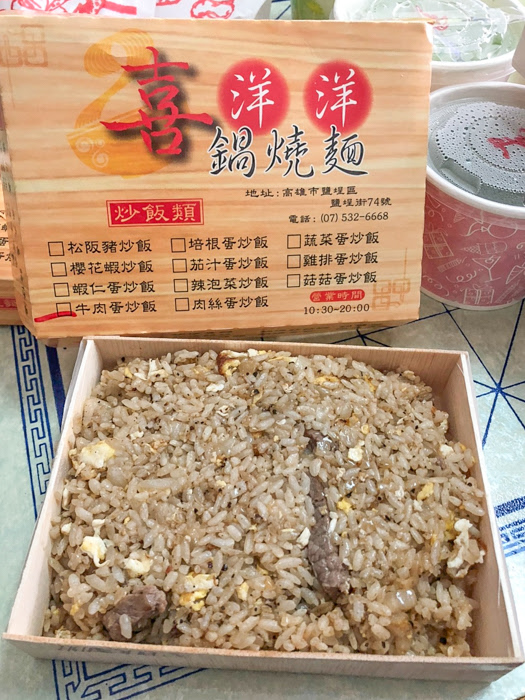 喜洋洋
鍋燒麵
地址:高雄市鹽埕區
鹽埕街74號
電話:(07) 532-6668
炒飯類
□松阪豬炒飯 □培根蛋炒飯 □蔬菜蛋炒飯
□櫻花蝦炒飯 □茄汁蛋炒飯 □雞排蛋炒飯
□蝦仁蛋炒飯 □辣泡菜炒飯 □菇菇蛋炒飯
□牛肉蛋炒飯 □肉絲蛋炒飯
營業時間
10:30~20:00